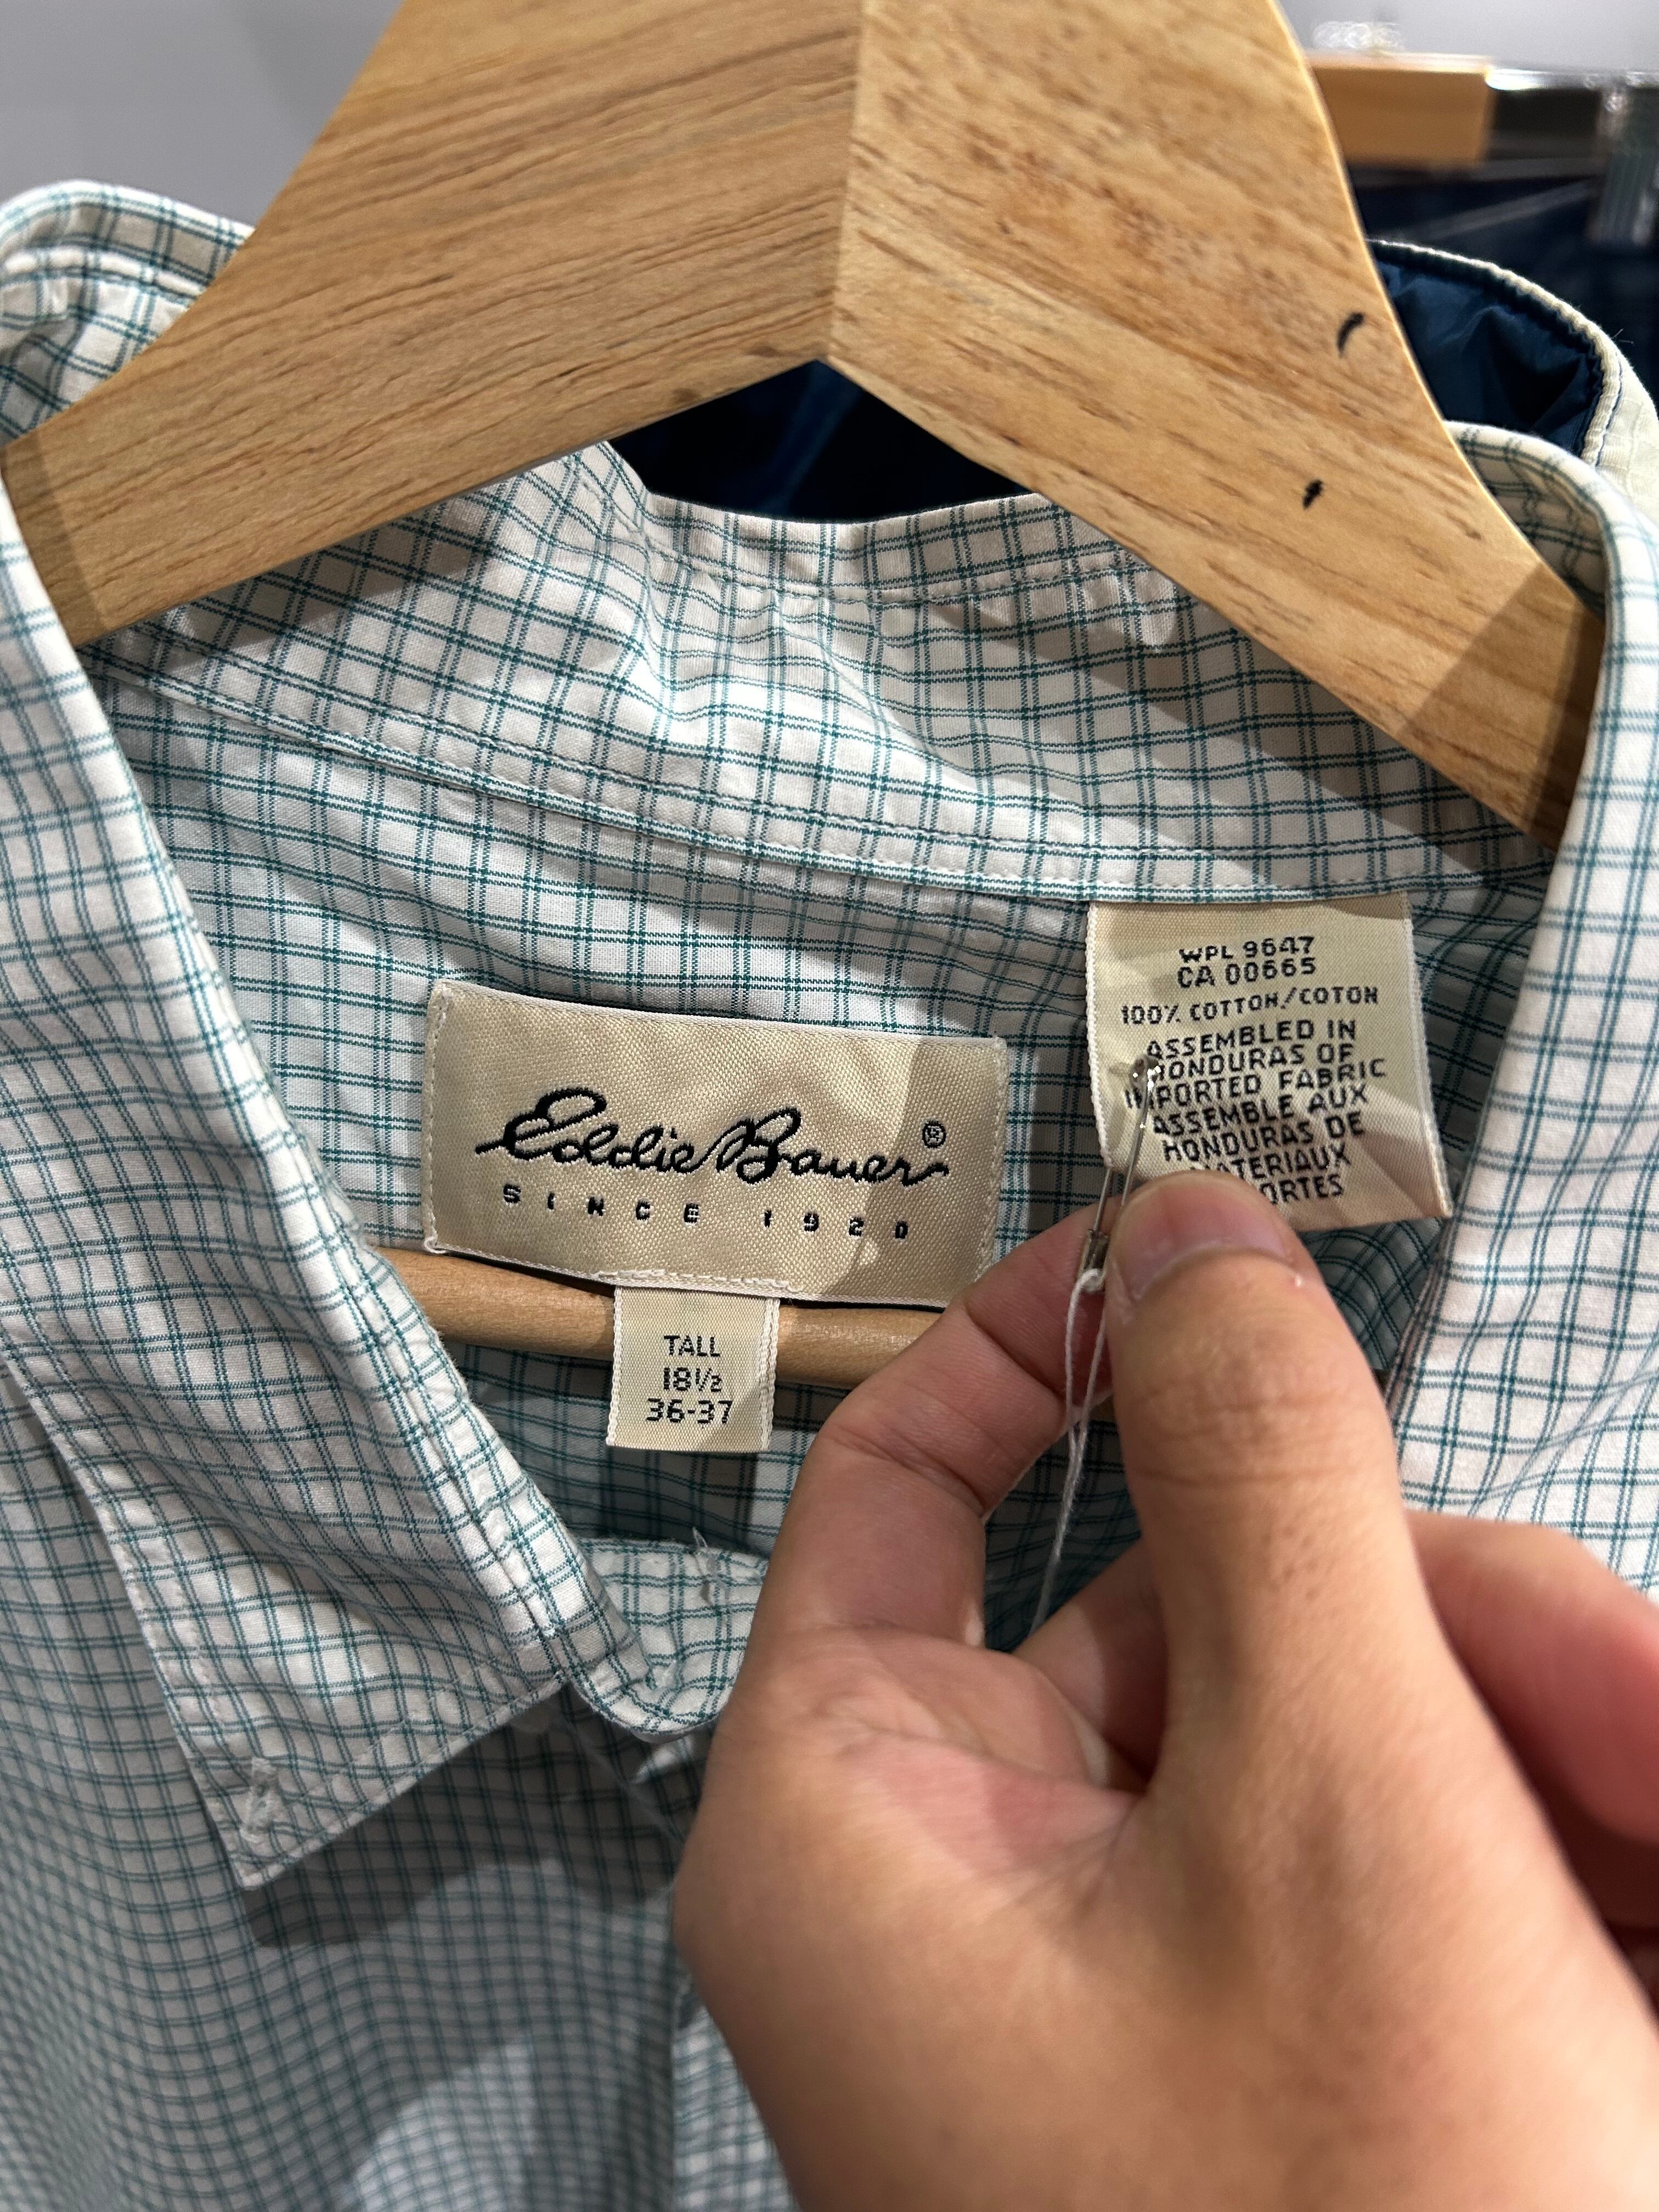 Eddie Bauer®
SINCE 1920
TALL
18½
36-37
WPL 9647
CA 00665
100% COTTON/COTON
ASSEMBLED IN
HONDURAS OF
IMPORTED FABRIC
ASSEMBLE AUX
HONDURAS DE
MATERIAUX